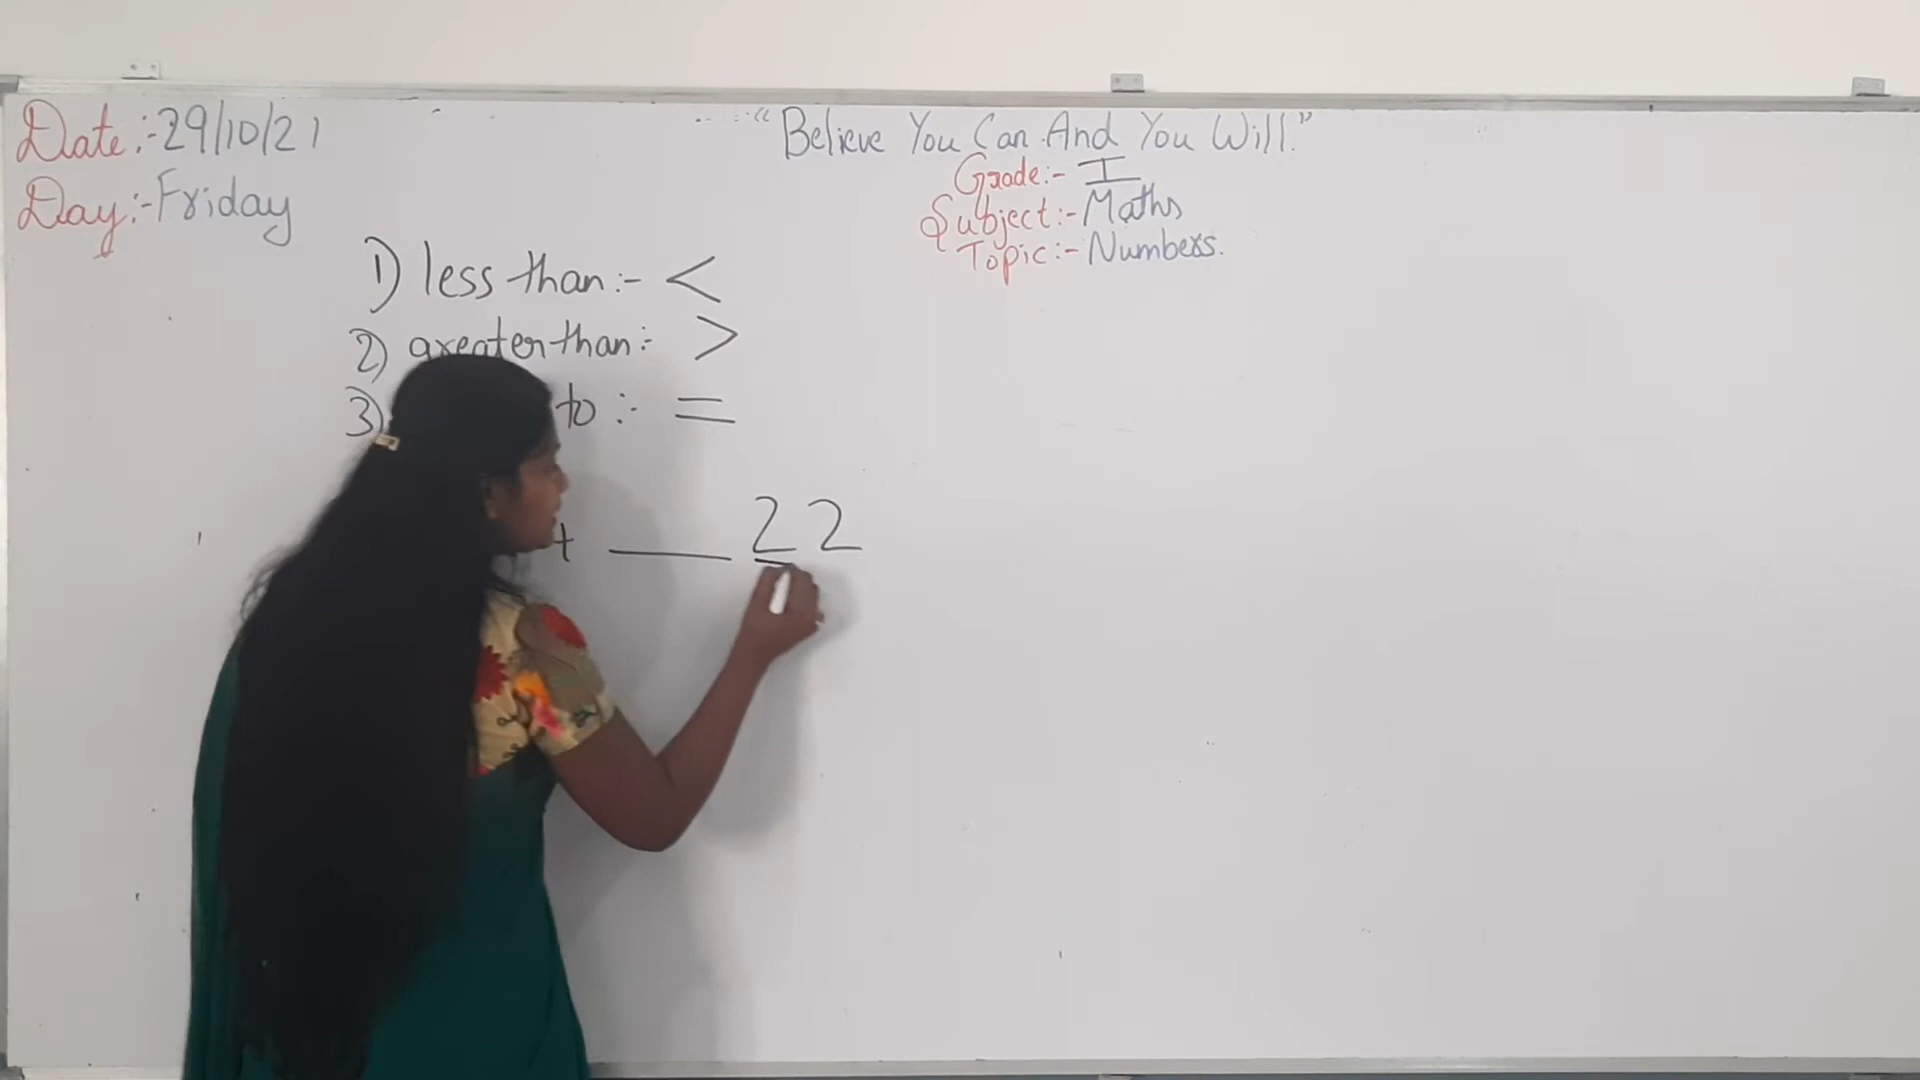 Date:-29/10/21
Day:-Friday
"Believe You Can And You Will."
Grade:- I
Subject:- Maths
Topic:- Numbers.
1) less than:- <
2) greater than:- >
3) to :- =
____ 22